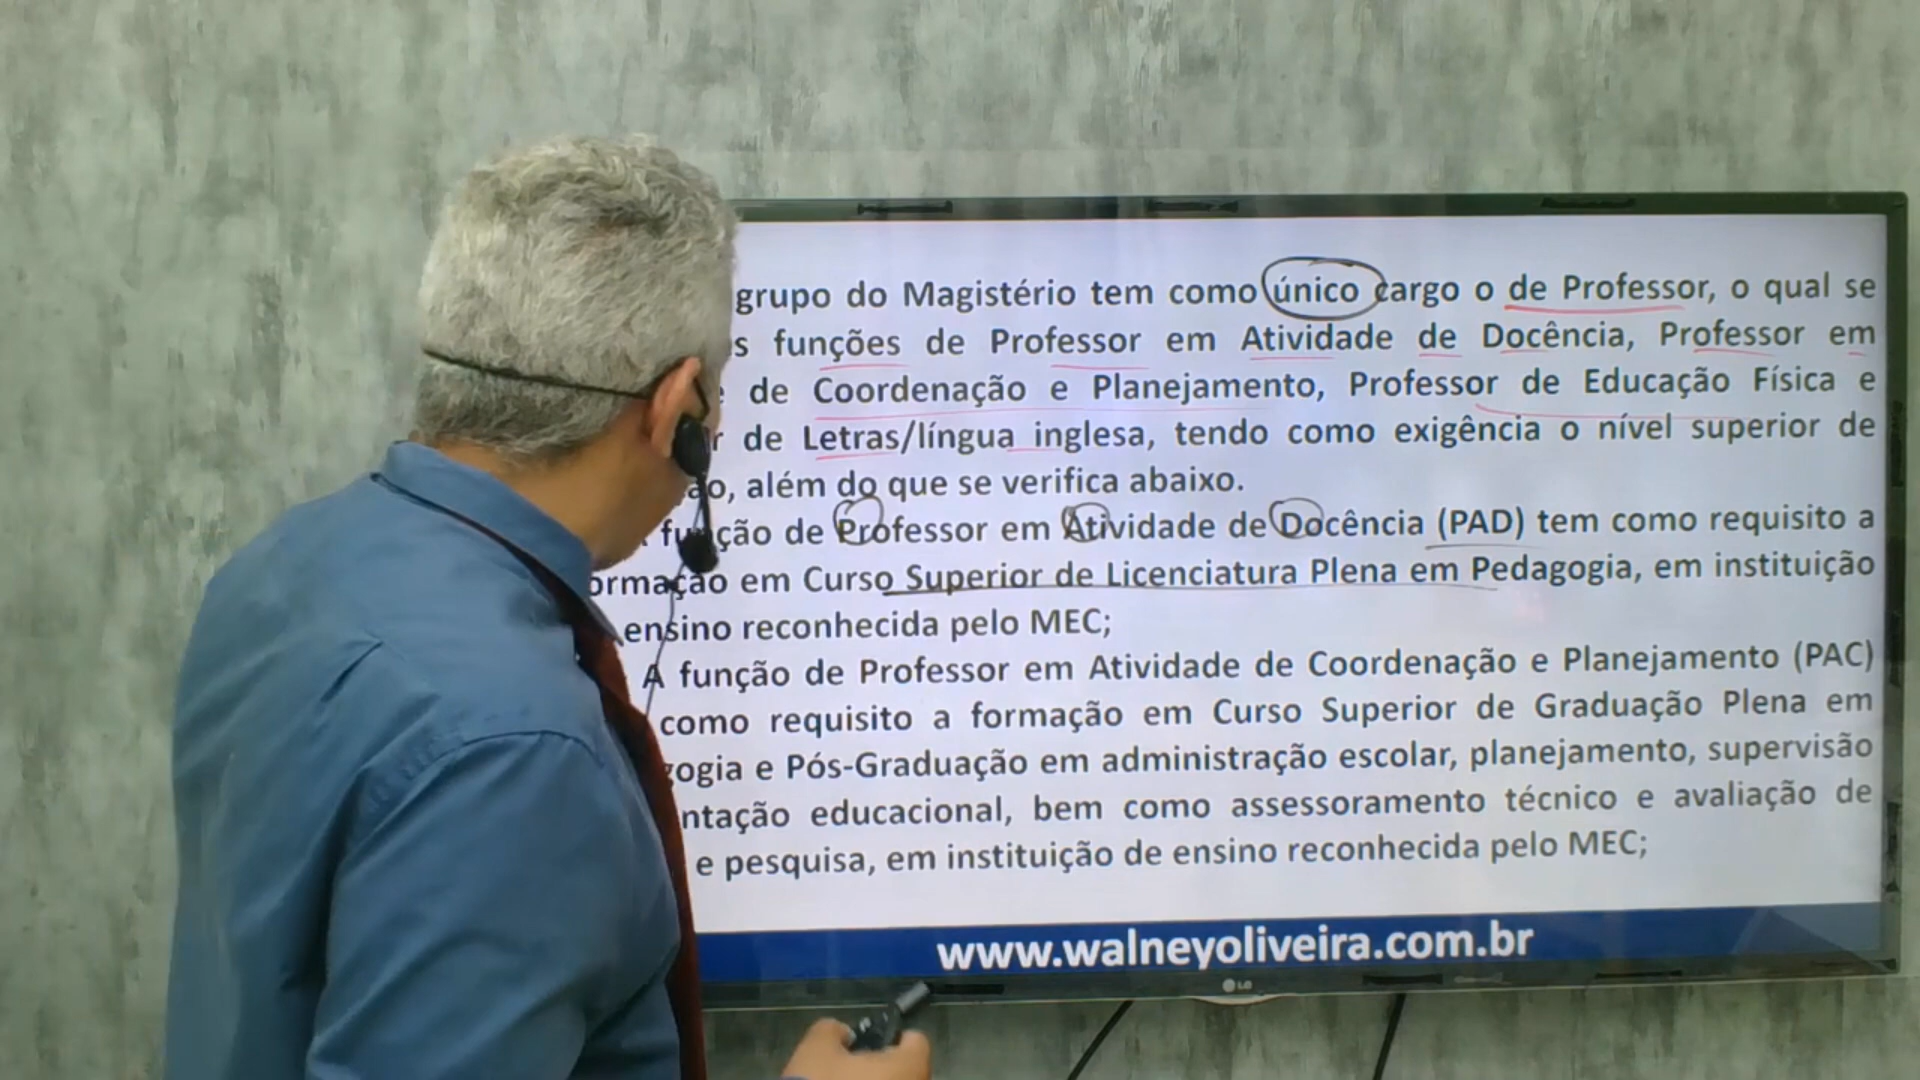 grupo do Magistério tem como único cargo o de Professor, o qual se
funções de Professor em Atividade de Docência, Professor em
de Coordenação e Planejamento, Professor de Educação Física e
de Letras/língua inglesa, tendo como exigência o nível superior de
além do que se verifica abaixo.
função de Professor em Atividade de Docência (PAD) tem como requisito a
em Curso Superior de Licenciatura Plena em Pedagogia, em instituição
ensino reconhecida pelo MEC;
A função de Professor em Atividade de Coordenação e Planejamento (PAC)
como requisito a formação em Curso Superior de Graduação Plena em
e Pós-Graduação em administração escolar, planejamento, supervisão
educacional, bem como assessoramento técnico e avaliação de
e pesquisa, em instituição de ensino reconhecida pelo MEC;
www.walneyoliveira.com.br
LG